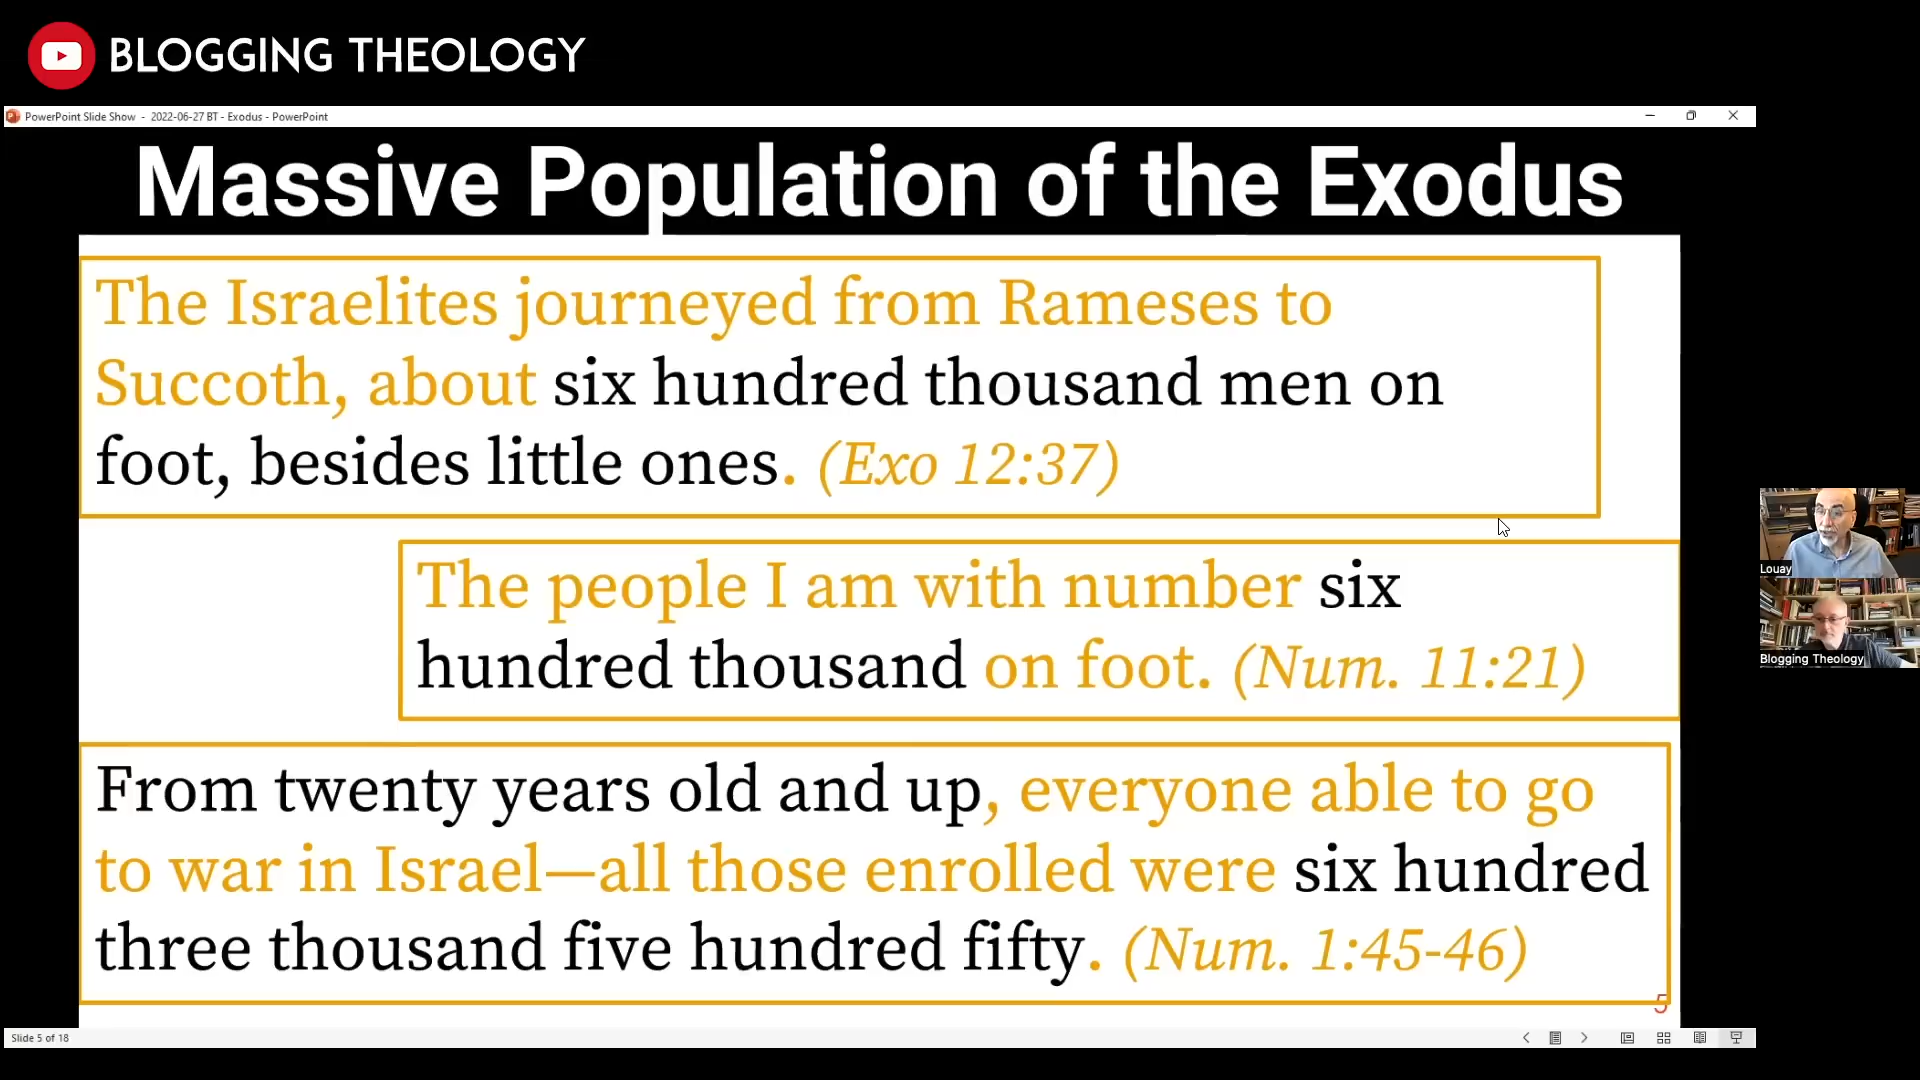 BLOGGING THEOLOGY
PowerPoint Slide Show - 2022-06-27 BT - Exodus - PowerPoint
Massive Population of the Exodus
The Israelites journeyed from Rameses to
Succoth, about six hundred thousand men on
foot, besides little ones. (Exo 12:37)
The people I am with number six
hundred thousand on foot. (Num. 11:21)
From twenty years old and up, everyone able to go
to war in Israel—all those enrolled were six hundred
three thousand five hundred fifty. (Num. 1:45-46)
5
Louay
Blogging Theology
Slide 5 of 18